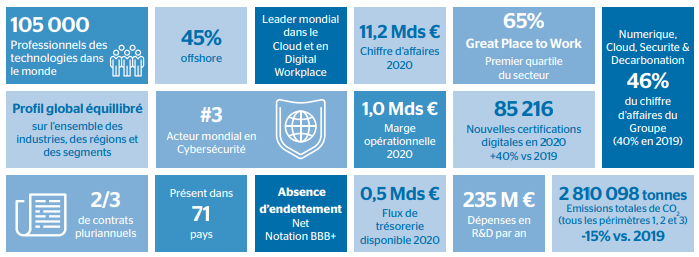 105 000
Professionnels des
technologies dans
le monde
45%
offshore
Leader mondial
dans le
Cloud et en
Digital
Workplace
11,2 Mds €
Chiffre d'affaires
2020
65%
Great Place to Work
Premier quartile
du secteur
Numerique,
Cloud, Securite &
Decarbonation
46%
du chiffre
d'affaires du
Groupe
(40% en 2019)
Profil global équillibré
sur l'ensemble des
industries, des régions et
des segments
#3
Acteur mondial en
Cybersécurité
1,0 Mds €
Marge
opérationnelle
2020
85 216
Nouvelles certifications
digitales en 2020
+40% vs 2019
2/3
de contrats
pluriannuels
Présent dans
71
pays
Absence
d'endettement
Net
Notation BBB+
0,5 Mds €
Flux de
trésorerie
disponible 2020
235 M €
Dépenses en
R&D par an
2 810 098 tonnes
Emissions totales de CO₂
(tous les périmètres 1, 2 et 3)
-15% vs. 2019